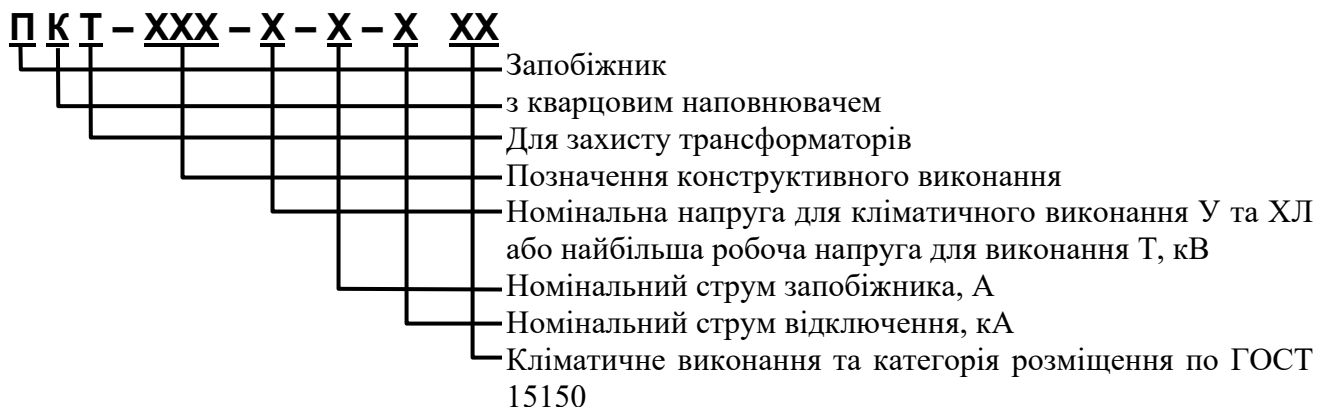 П К Т – ХХХ – Х – Х – Х ХХ
Запобіжник
з кварцовим наповнювачем
Для захисту трансформаторів
Позначення конструктивного виконання
Номінальна напруга для кліматичного виконання У та ХЛ
або найбільша робоча напруга для виконання Т, кВ
Номінальний струм запобіжника, А
Номінальний струм відключення, кА
Кліматичне виконання та категорія розміщення по ГОСТ
15150